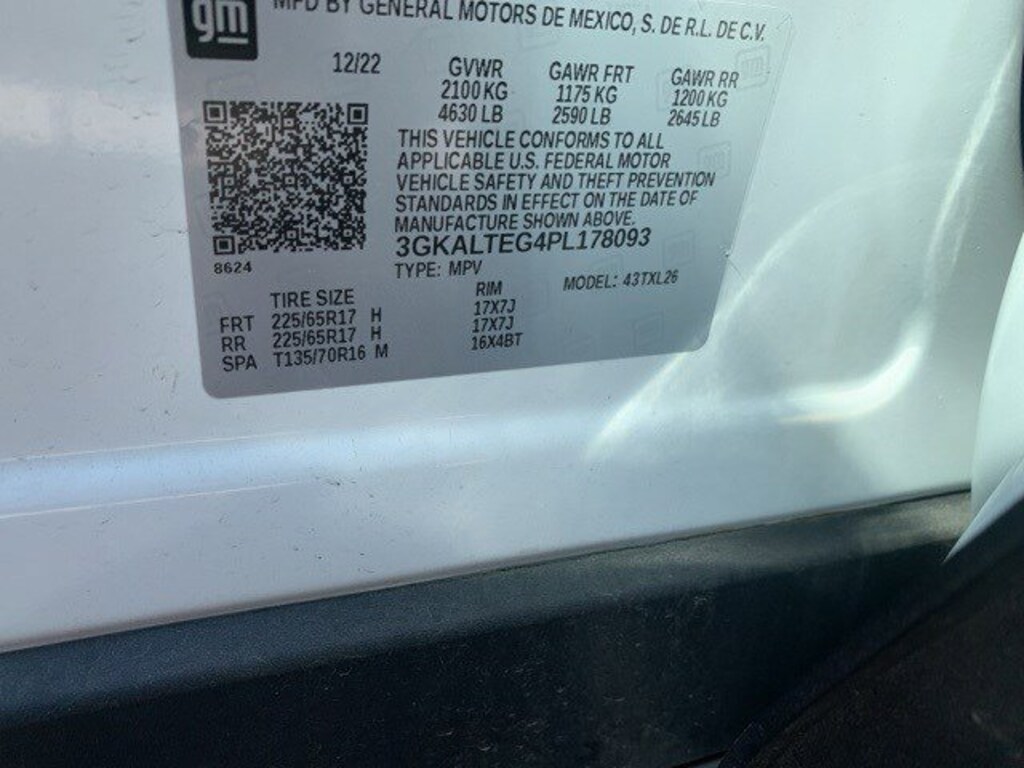 gm
MFD BY GENERAL MOTORS DE MEXICO, S. DE R.L. DE C.V.
12/22 GVWR GAWR FRT GAWR RR
2100 KG 1175 KG 1200 KG
4630 LB 2590 LB 2645 LB
THIS VEHICLE CONFORMS TO ALL
APPLICABLE U.S. FEDERAL MOTOR
VEHICLE SAFETY AND THEFT PREVENTION
STANDARDS IN EFFECT ON THE DATE OF
MANUFACTURE SHOWN ABOVE.
3GKALTEG4PL178093
8624
TYPE: MPV MODEL: 43TXL26
TIRE SIZE RIM
FRT 225/65R17 H 17X7J
RR 225/65R17 H 17X7J
SPA T135/70R16 M 16X4BT